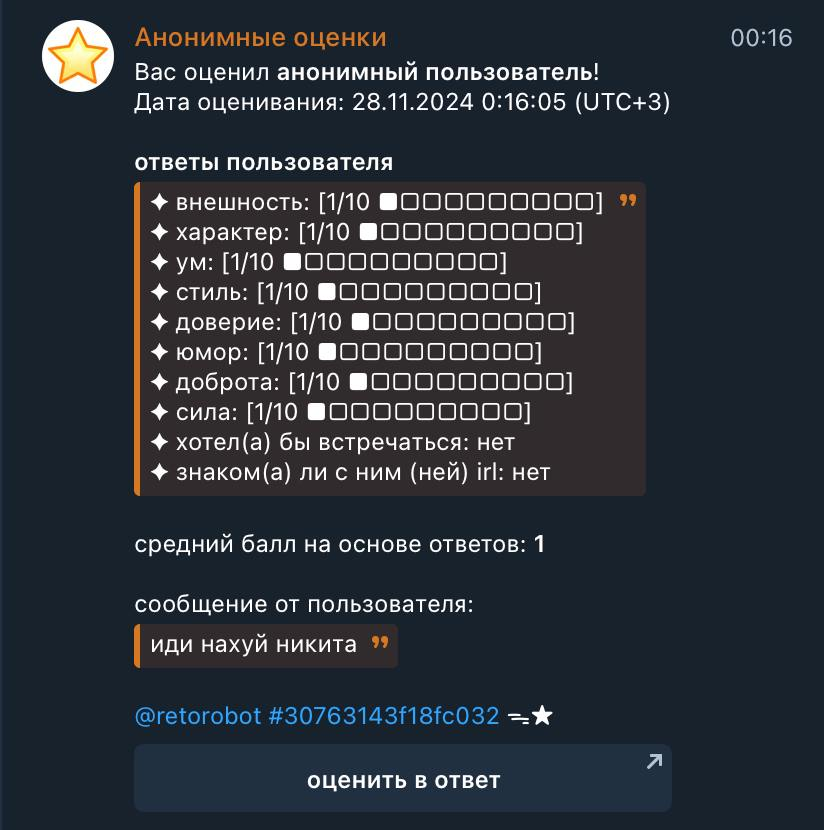 Анонимные оценки 00:16
Вас оценил анонимный пользователь!
Дата оценивания: 28.11.2024 0:16:05 (UTC+3)
ответы пользователя
✦ внешность: [1/10 ■□□□□□□□□□]
✦ характер: [1/10 ■□□□□□□□□□]
✦ ум: [1/10 ■□□□□□□□□□]
✦ стиль: [1/10 ■□□□□□□□□□]
✦ доверие: [1/10 ■□□□□□□□□□]
✦ юмор: [1/10 ■□□□□□□□□□]
✦ доброта: [1/10 ■□□□□□□□□□]
✦ сила: [1/10 ■□□□□□□□□□]
✦ хотел(а) бы встречаться: нет
✦ знаком(а) ли с ним (ней) irl: нет
средний балл на основе ответов: 1
сообщение от пользователя:
иди нахуй никита
@retorobot #30763143f18fc032
оценить в ответ